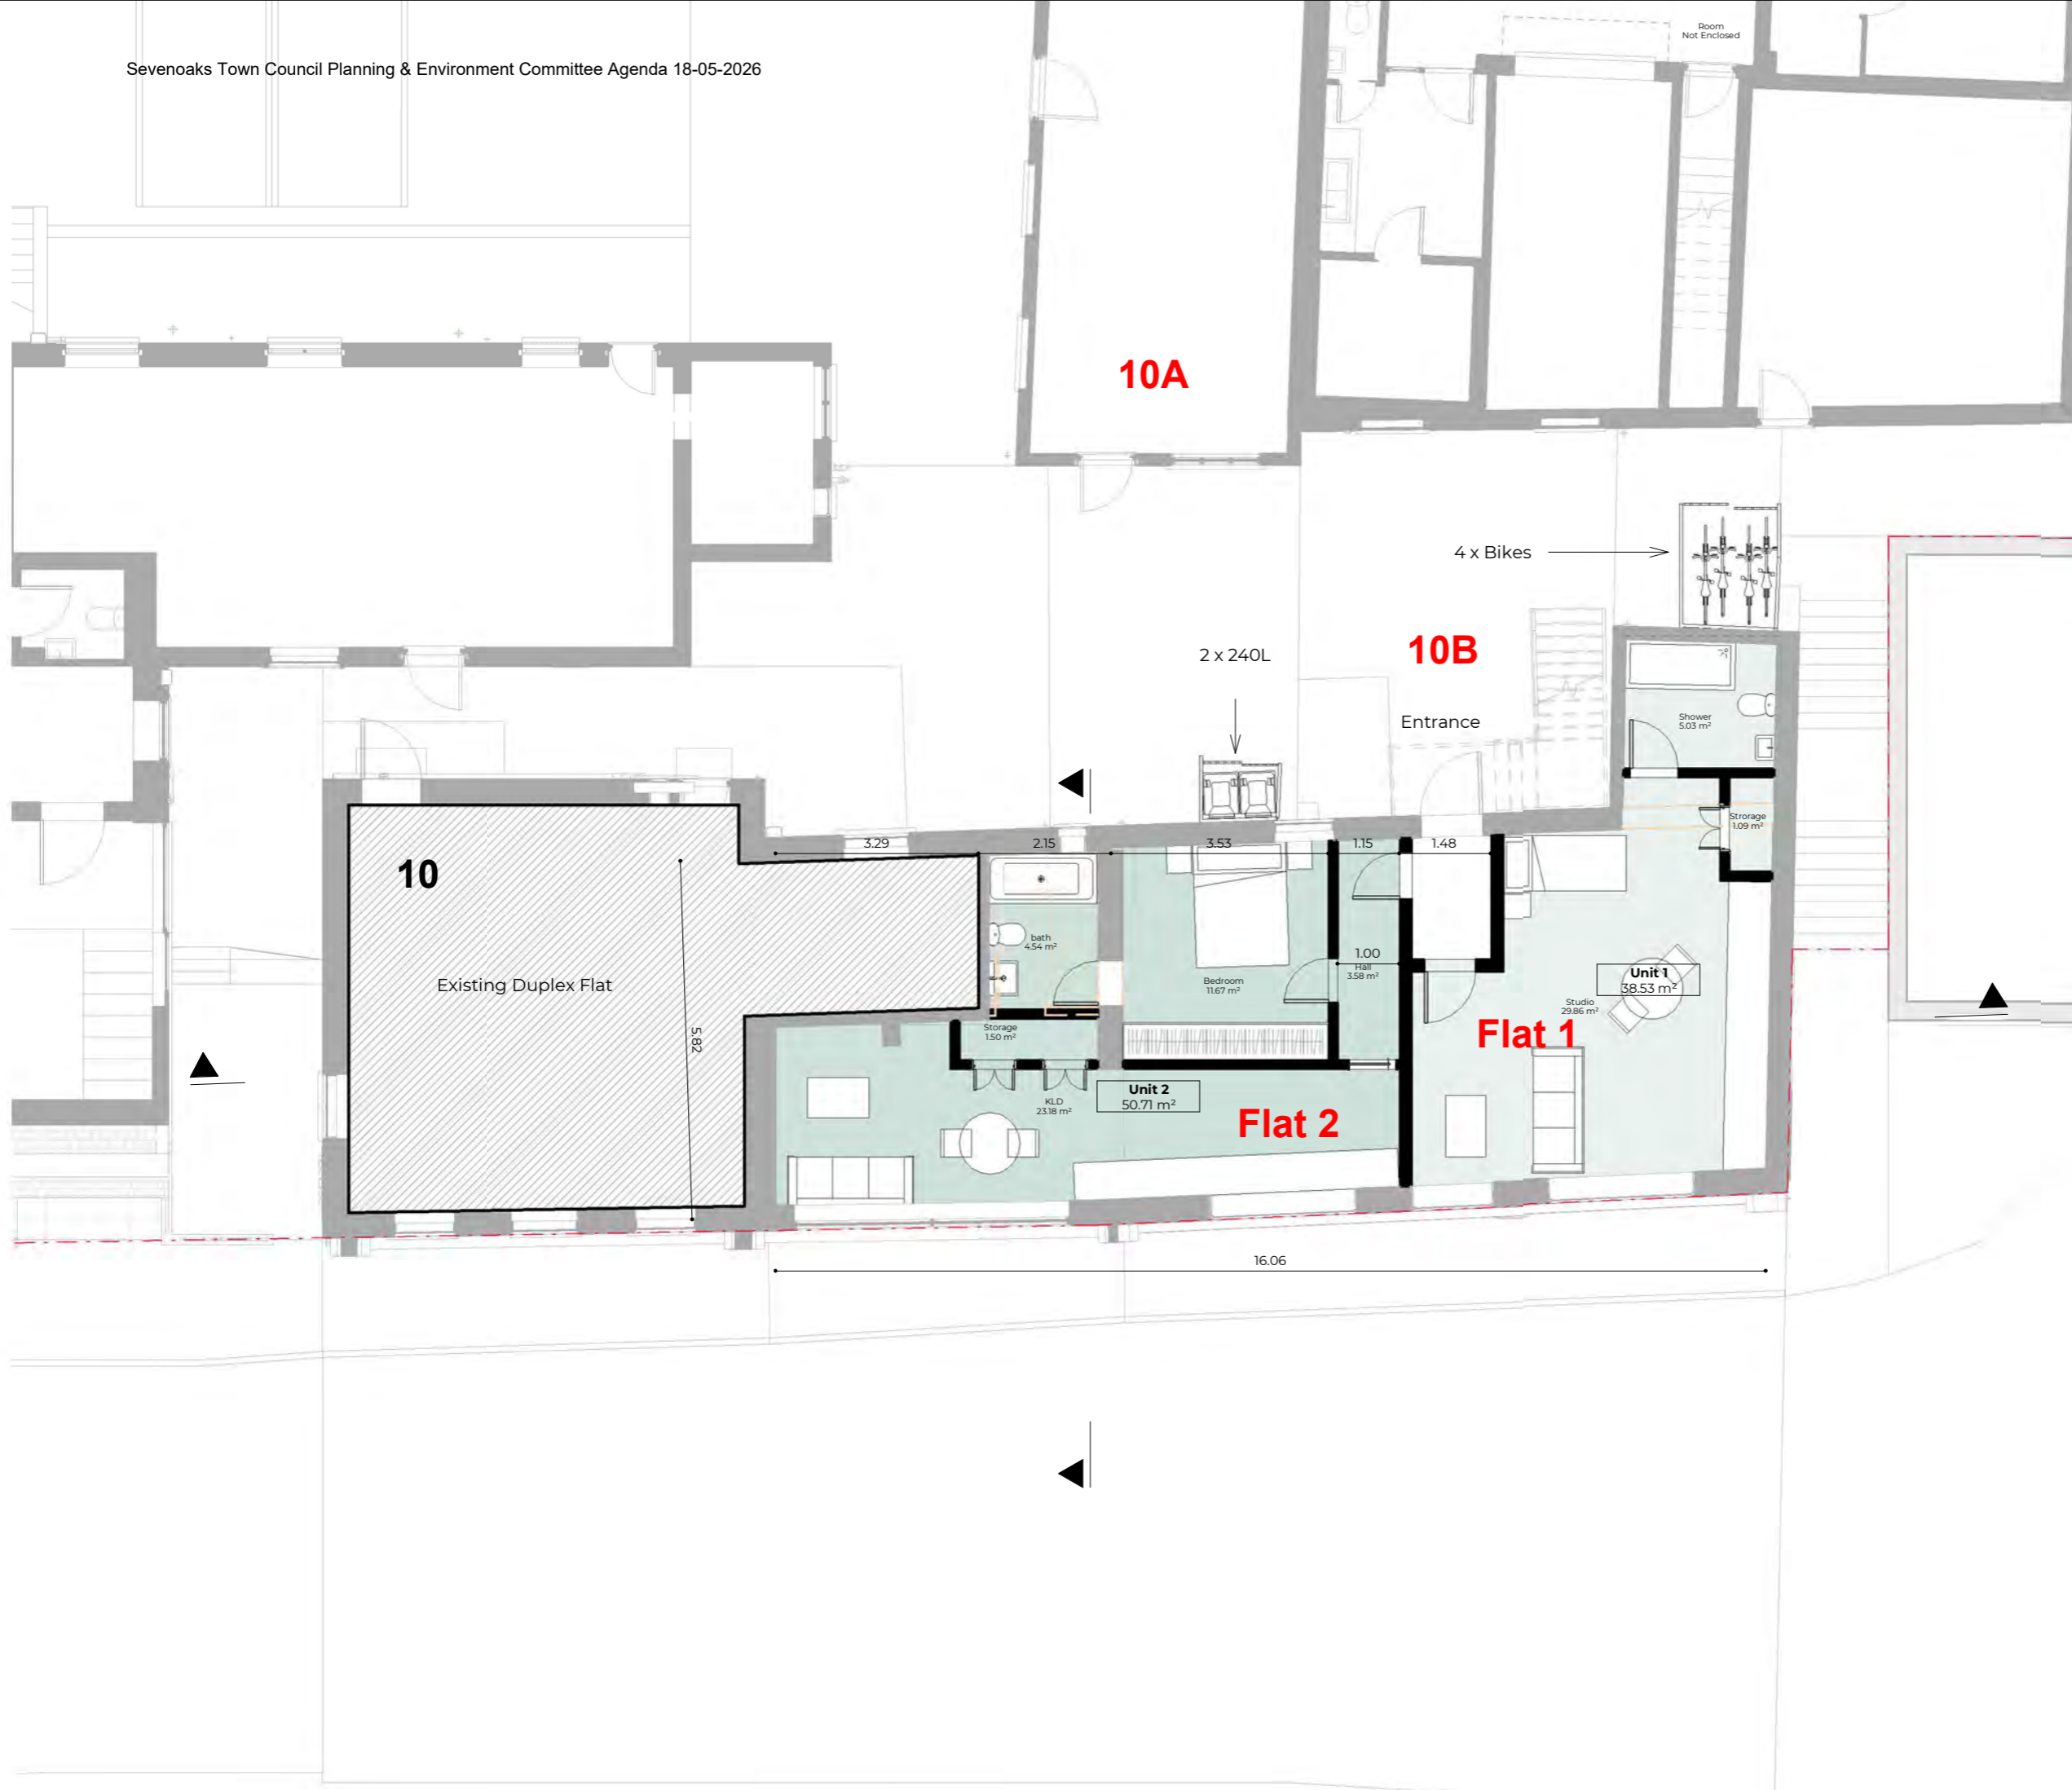 Room
Not Enclosed
Sevenoaks Town Council Planning & Environment Committee Agenda 18-05-2026
10A
4 x Bikes
10B
2 x 240L
Entrance
Shower
5.03 m²
Strorage
1.09 m²
3.29
2.15
3.53
1.15
1.48
10
bath
4.54 m²
1.00
Hall
3.58 m²
Bedroom
11.67 m²
Unit 1
38.53 m²
Existing Duplex Flat
Studio
29.86 m²
Flat 1
5.82
Storage
1.50 m²
Unit 2
50.71 m²
KLD
23.18 m²
Flat 2
16.06